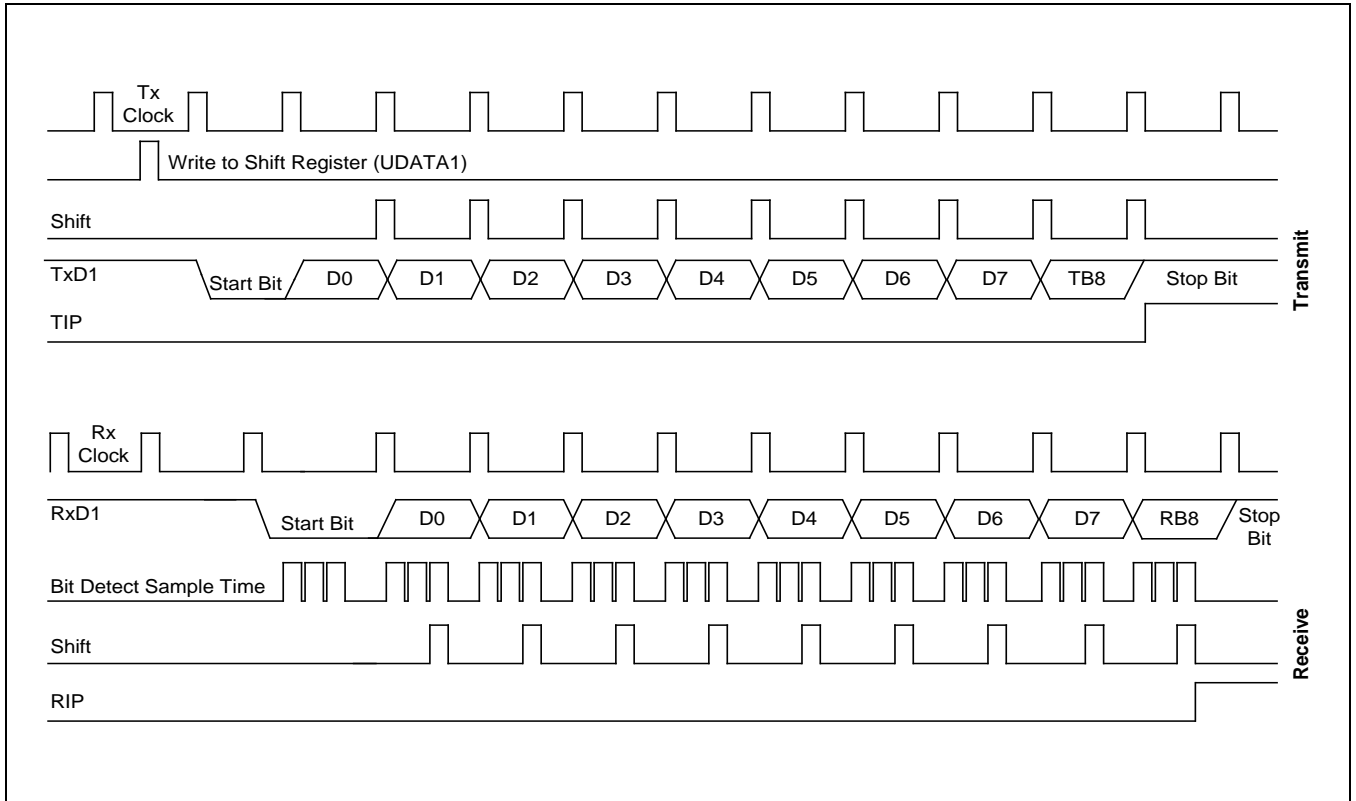 Tx
Clock
Write to Shift Register (UDATA1)
Shift
TxD1 Start Bit D0 D1 D2 D3 D4 D5 D6 D7 TB8 Stop Bit
TIP
Transmit
Rx
Clock
RxD1 Start Bit D0 D1 D2 D3 D4 D5 D6 D7 RB8 Stop
Bit
Bit Detect Sample Time
Shift
RIP
Receive